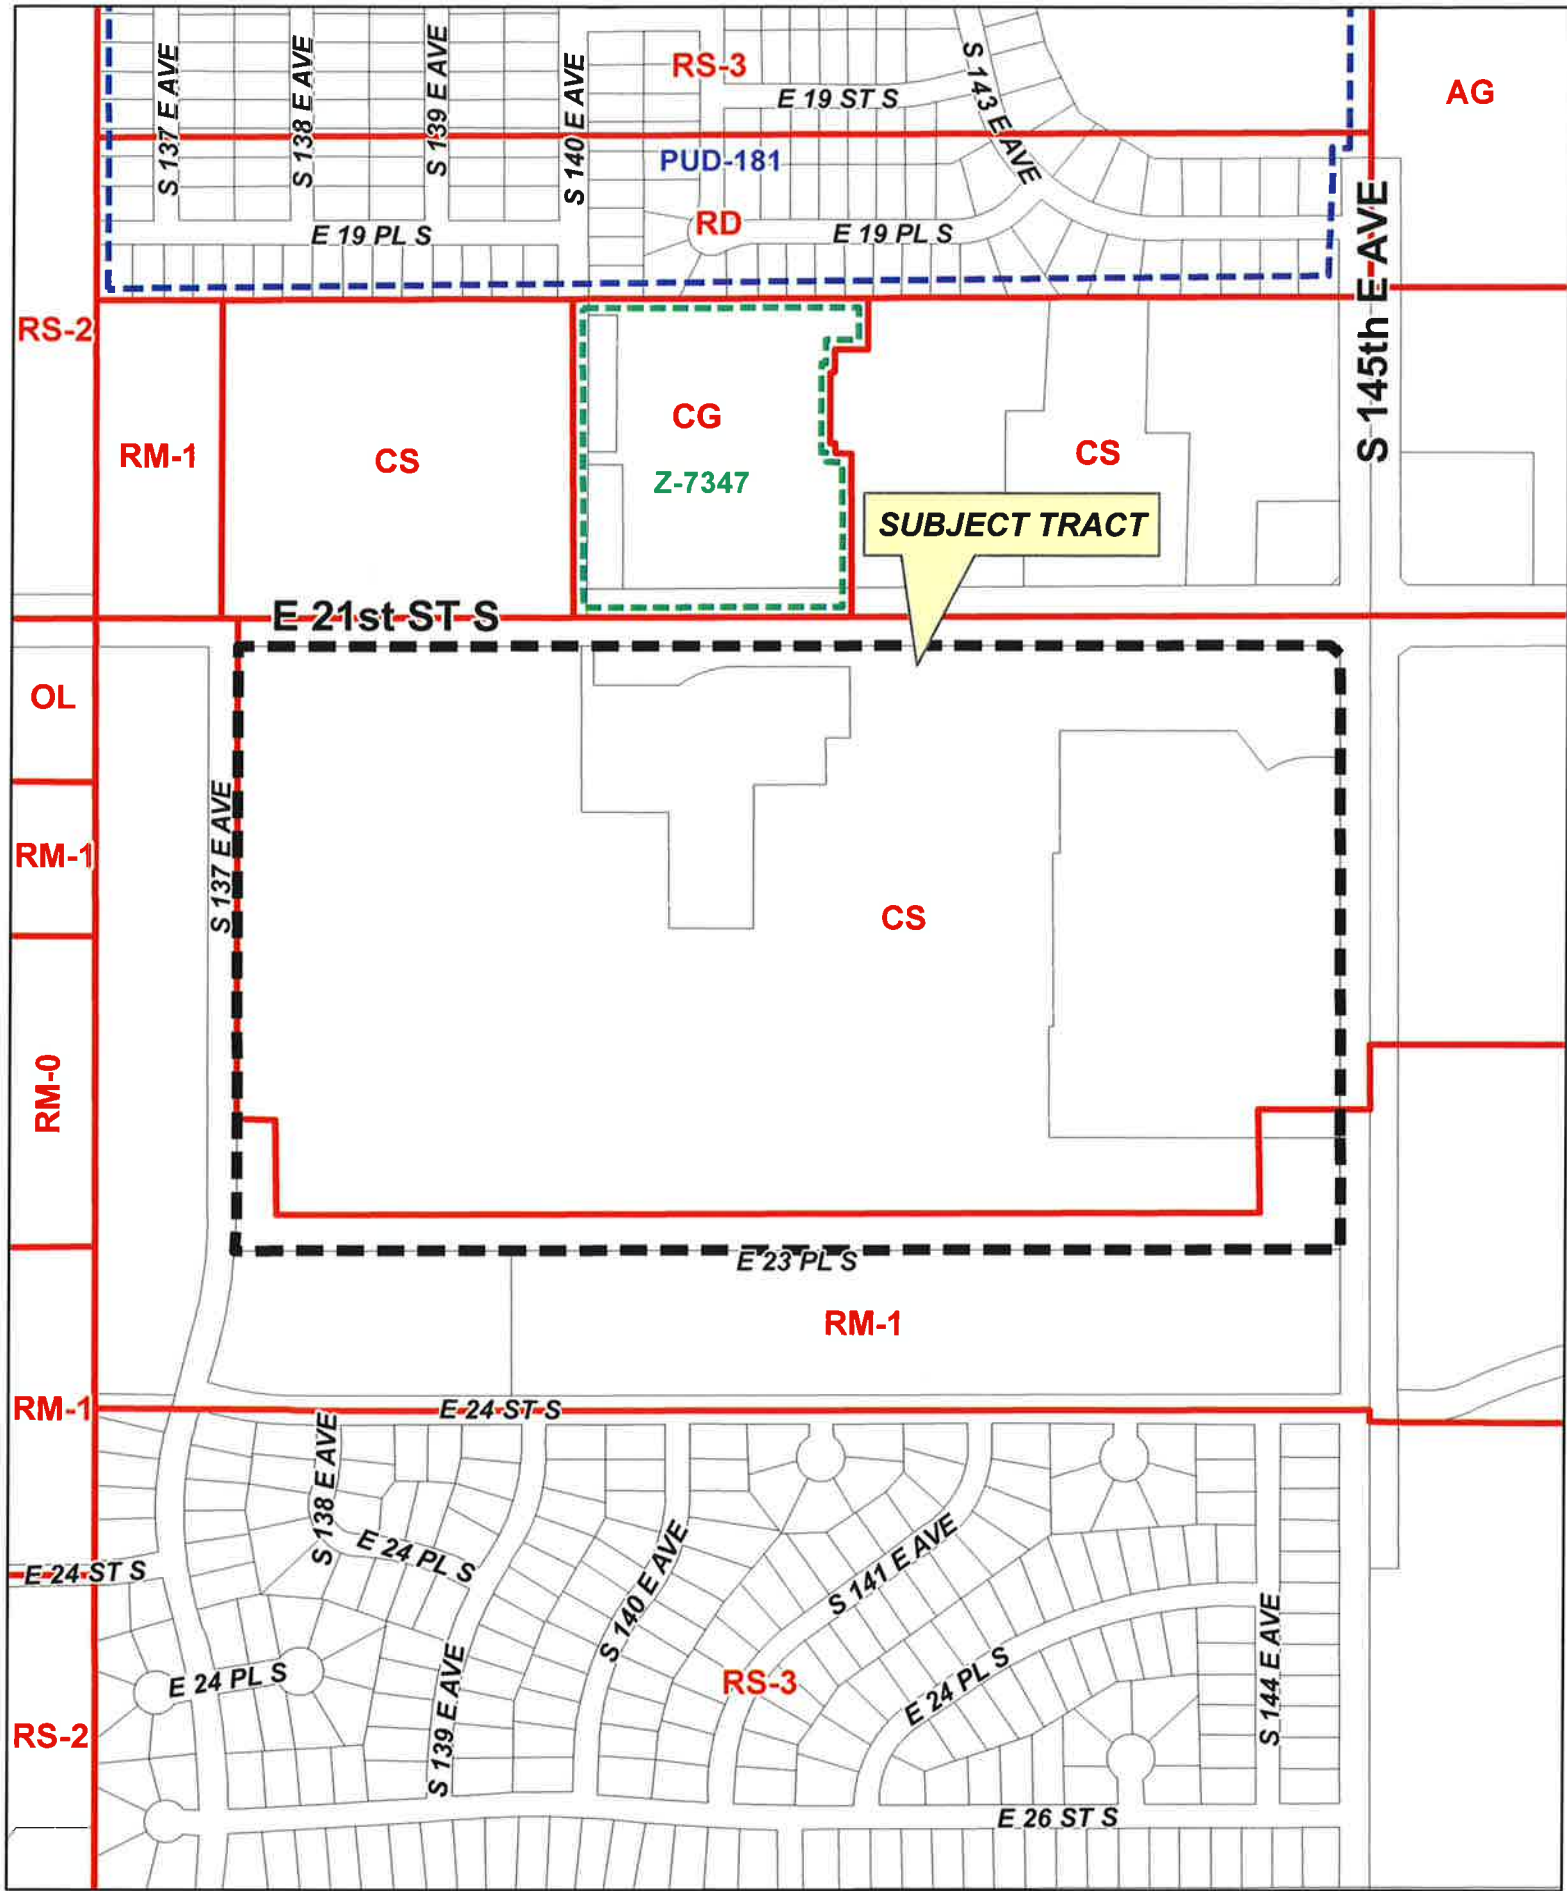 S 137 E AVE
S 138 E AVE
S 139 E AVE
S 140 E AVE
RS-3
E 19 ST S
S 143 E AVE
AG
PUD-181
RD
E 19 PL S
E 19 PL S
S 145th E AVE
RS-2
RM-1
CS
CG
Z-7347
CS
SUBJECT TRACT
E 21st ST S
OL
RM-1
S 137 E AVE
CS
RM-0
E 23 PL S
RM-1
RM-1
E 24 ST S
S 138 E AVE
E 24 PL S
E 24 ST S
S 140 E AVE
S 141 E AVE
E 24 PL S
S 139 E AVE
RS-3
E 24 PL S
S 144 E AVE
RS-2
E 26 ST S